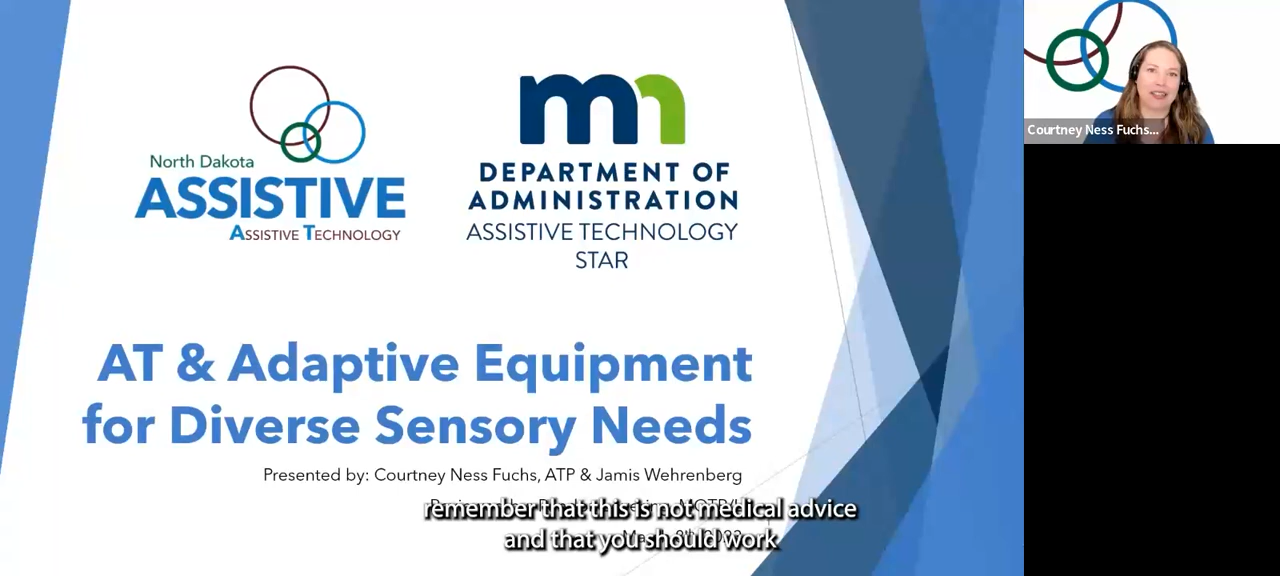 North Dakota
ASSISTIVE
ASSISTIVE TECHNOLOGY
mn
DEPARTMENT OF
ADMINISTRATION
ASSISTIVE TECHNOLOGY
STAR
AT & Adaptive Equipment
for Diverse Sensory Needs
Presented by: Courtney Ness Fuchs, ATP & Jamis Wehrenberg
remember that this is not medical advice
and that you should work
Courtney Ness Fuchs...